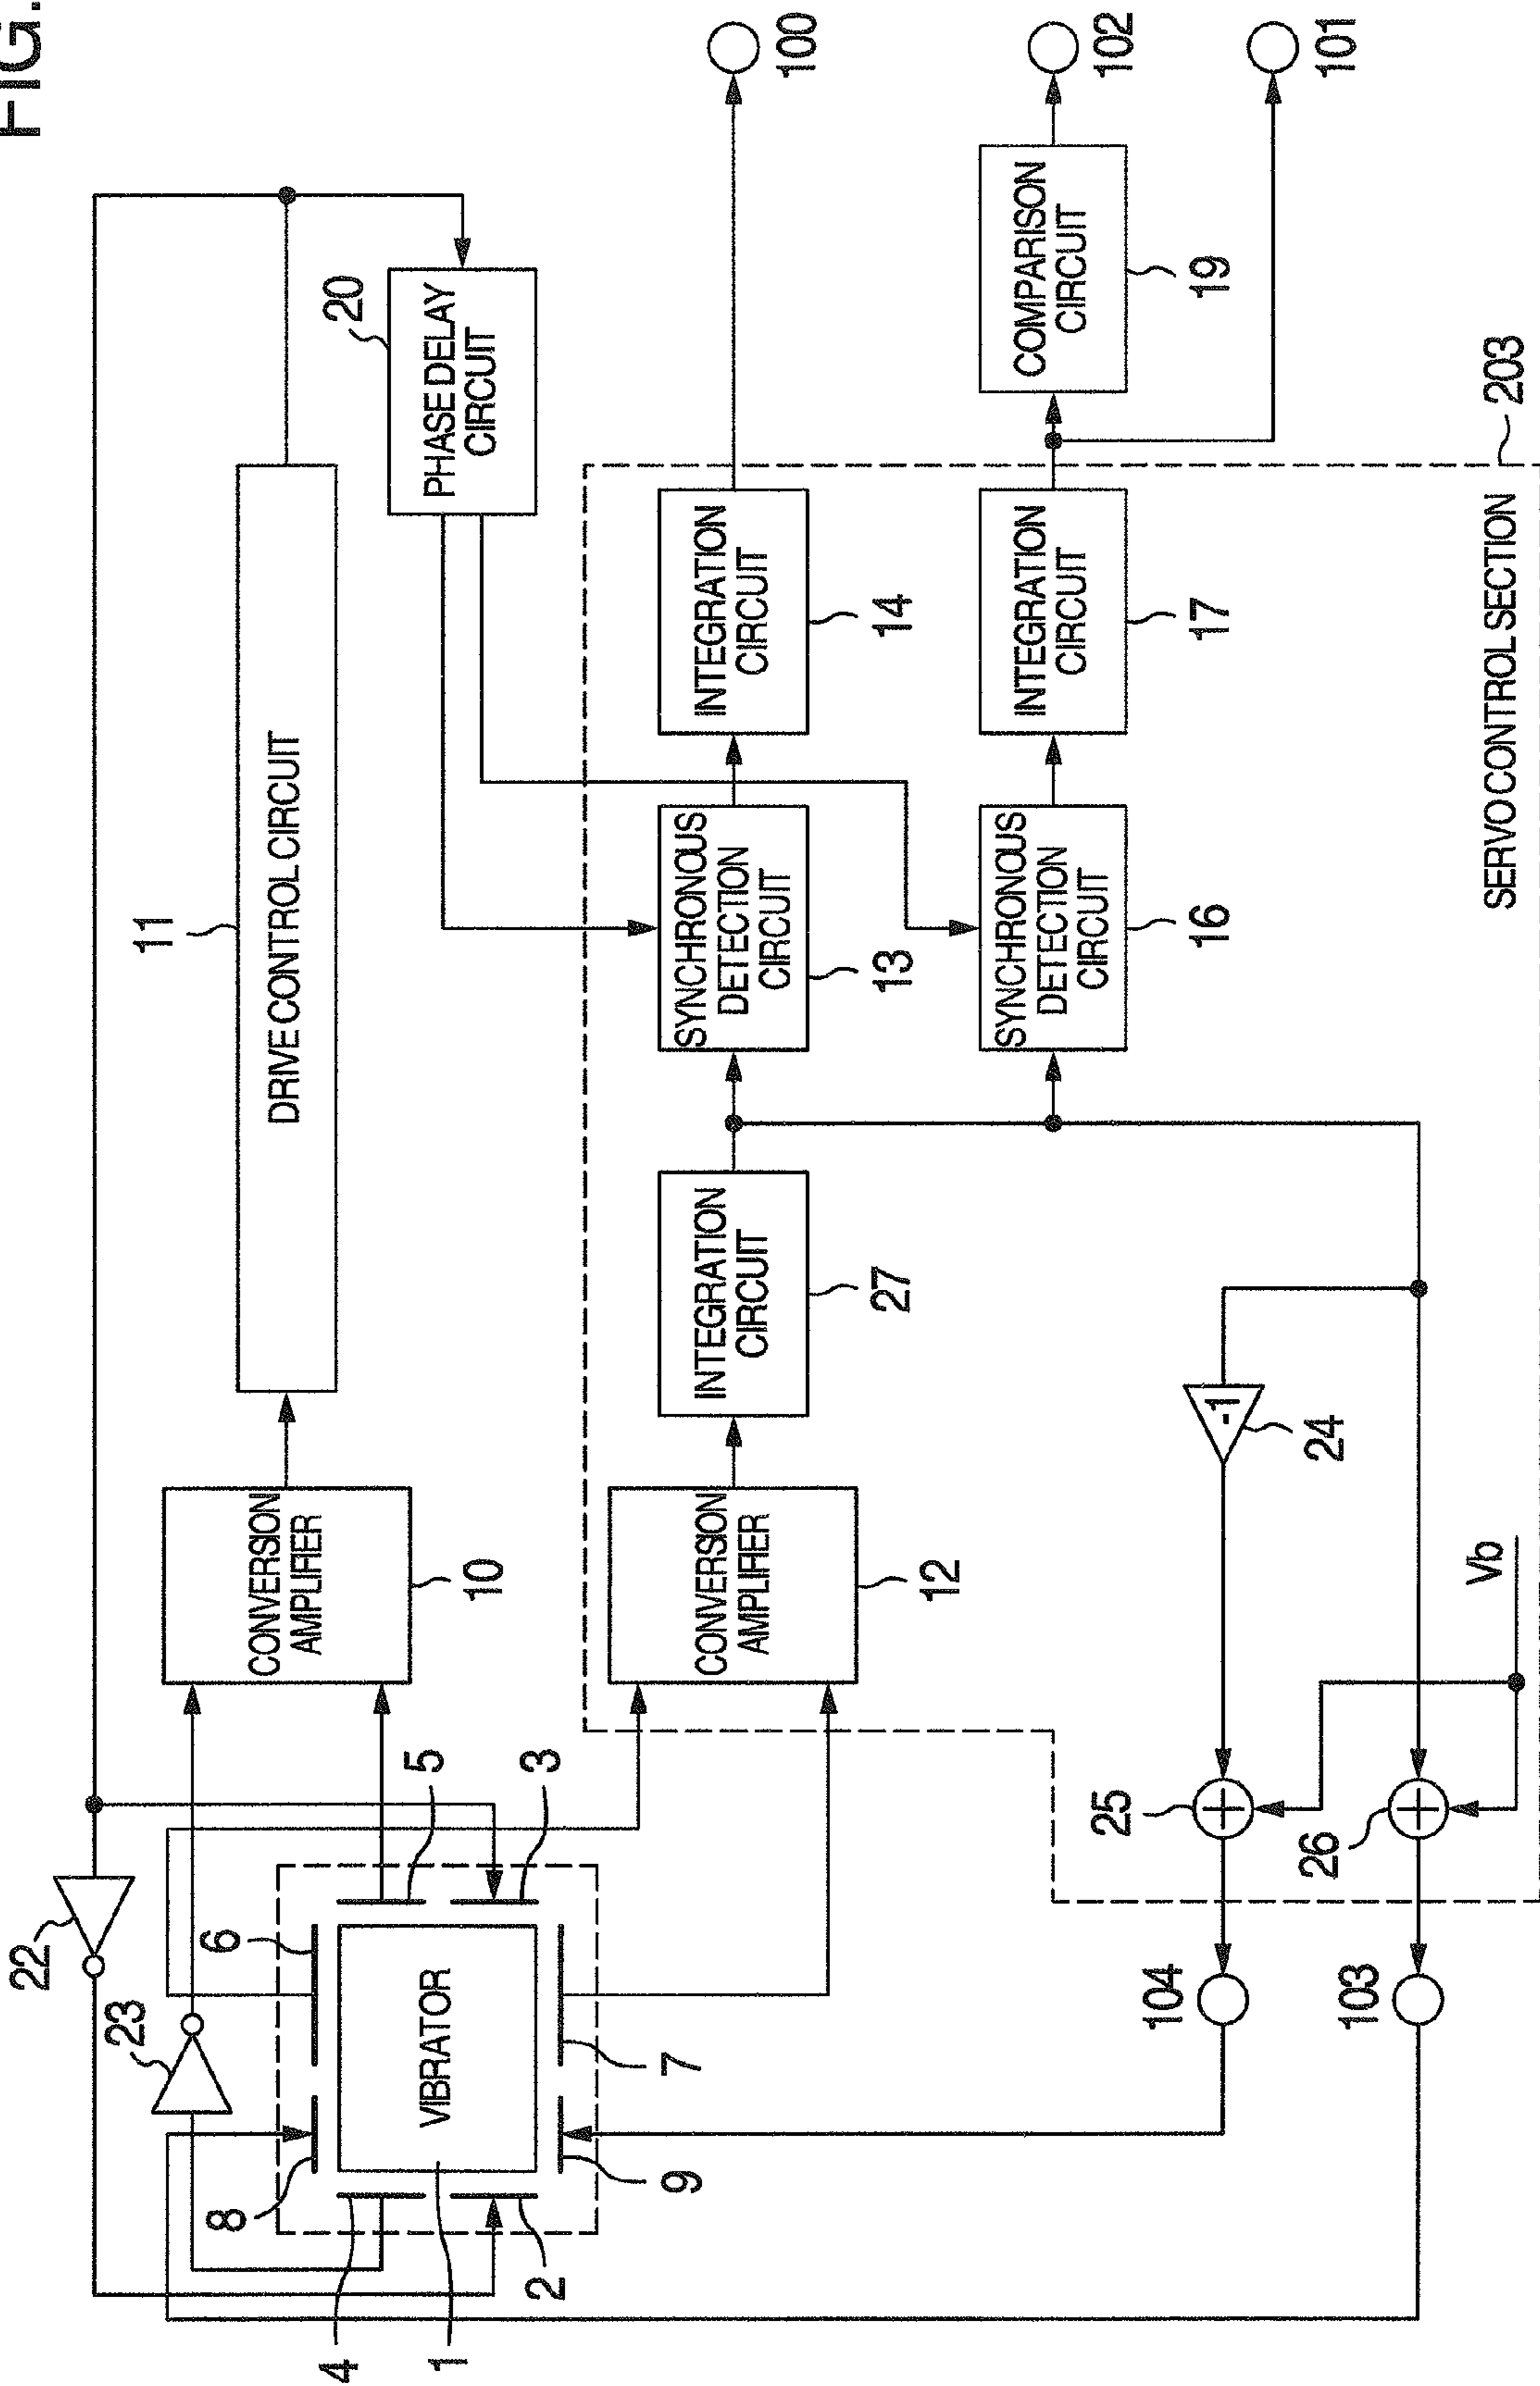 FIG.
22
23
11
8
6
CONVERSION
AMPLIFIER
DRIVE CONTROL CIRCUIT
20
4
1
VIBRATOR
5
10
PHASE DELAY
CIRCUIT
2
3
9
7
CONVERSION
AMPLIFIER
INTEGRATION
CIRCUIT
SYNCHRONOUS
DETECTION
CIRCUIT
INTEGRATION
CIRCUIT
100
12
27
13
14
SYNCHRONOUS
DETECTION
CIRCUIT
INTEGRATION
CIRCUIT
COMPARISON
CIRCUIT
102
104
25
16
17
19
-1
26
24
101
103
Vb
SERVO CONTROL SECTION
203